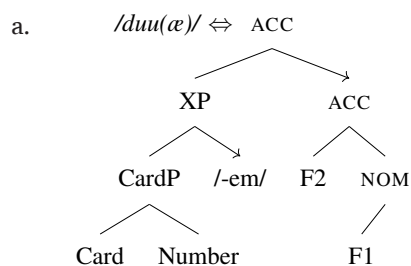 a. /duu(æ)/ ⇔ ACC
XP ACC
CardP /-em/ F2 NOM
Card Number F1